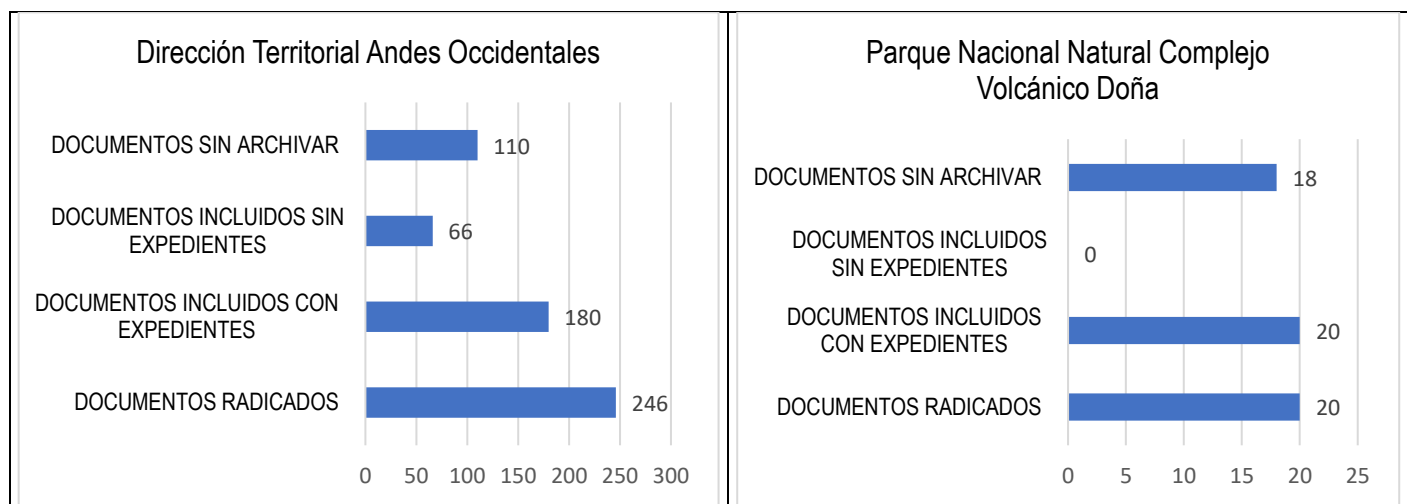 Dirección Territorial Andes Occidentales
DOCUMENTOS SIN ARCHIVAR
110
DOCUMENTOS INCLUIDOS SIN
EXPEDIENTES
66
DOCUMENTOS INCLUIDOS CON
EXPEDIENTES
180
DOCUMENTOS RADICADOS
246
0 50 100 150 200 250 300
Parque Nacional Natural Complejo
Volcánico Doña
DOCUMENTOS SIN ARCHIVAR
18
DOCUMENTOS INCLUIDOS
SIN EXPEDIENTES
0
DOCUMENTOS INCLUIDOS
CON EXPEDIENTES
20
DOCUMENTOS RADICADOS
20
0 5 10 15 20 25